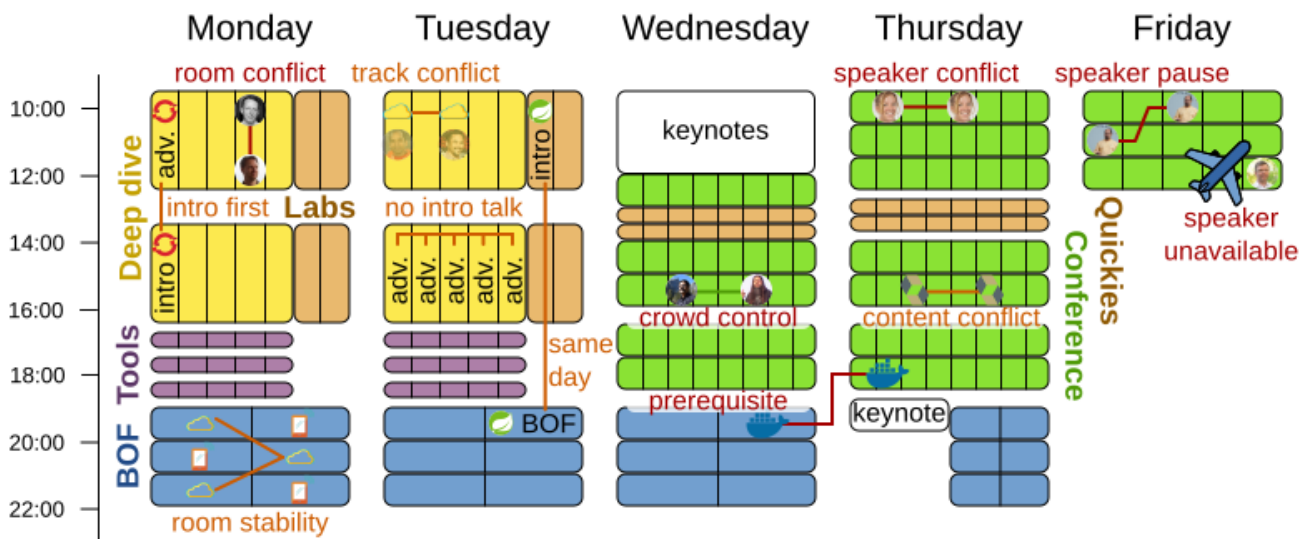 Monday
Tuesday
Wednesday
Thursday
Friday
room conflict
track conflict
speaker conflict
speaker pause
10:00
12:00
14:00
16:00
18:00
20:00
22:00
Deep dive
Tools
BOF
adv.
intro first
Labs
intro
room stability
intro
no intro talk
adv.
adv.
adv.
adv.
adv.
same
day
BOF
keynotes
crowd control
prerequisite
content conflict
keynote
Quickies
Conference
speaker
unavailable